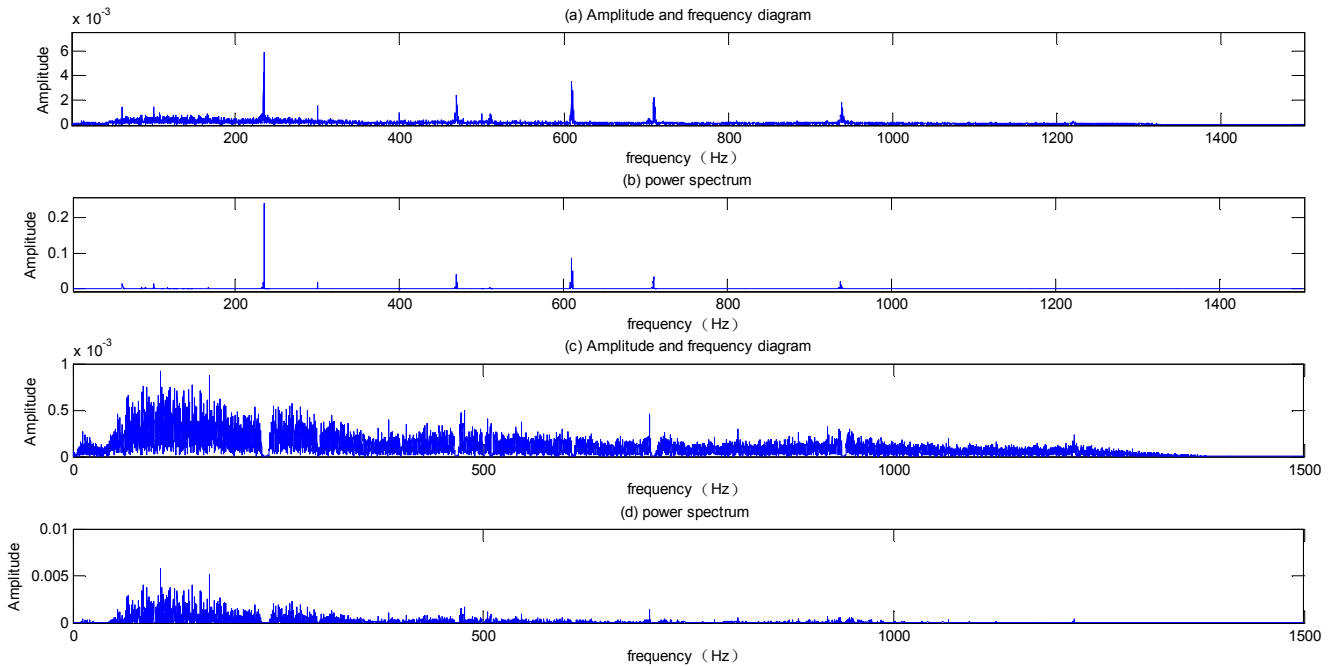 (a) Amplitude and frequency diagram
x 10-3
6
4
2
0
Amplitude
200 400 600 800 1000 1200 1400
frequency（Hz）
(b) power spectrum
0.2
0.1
0
Amplitude
200 400 600 800 1000 1200 1400
frequency（Hz）
(c) Amplitude and frequency diagram
x 10-3
1
0.5
0
Amplitude
0 500 1000 1500
frequency（Hz）
(d) power spectrum
0.01
0.005
0
Amplitude
0 500 1000 1500
frequency（Hz）